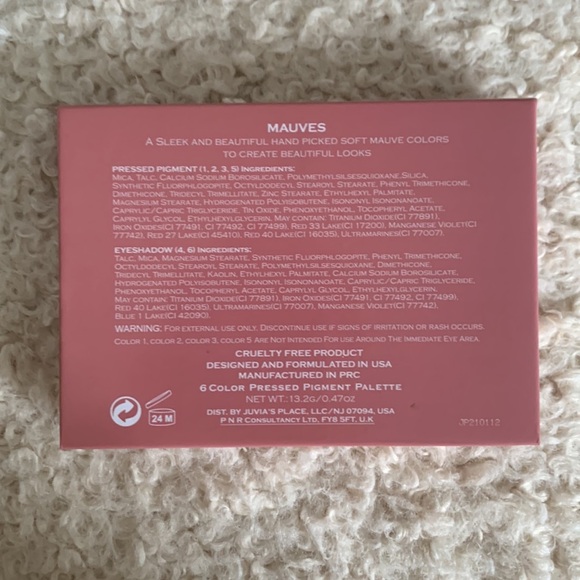 MAUVES
A SLEEK AND BEAUTIFUL HAND PICKED SOFT MAUVE COLORS
TO CREATE BEAUTIFUL LOOKS
PRESSED PIGMENT (1, 2, 3, 5) INGREDIENTS:
MICA, TALC, CALCIUM SODIUM BOROSILICATE, POLYMETHYLSILSESQUIOXANE,SILICA,
SYNTHETIC FLUORPHLOGOPITE, OCTYLDODECYL STEAROYL STEARATE, PHENYL TRIMETHICONE,
DIMETHICONE, TRIDECYL TRIMELLITATE, ZINC STEARATE, ETHYLHEXYL PALMITATE,
MAGNESIUM STEARATE, HYDROGENATED POLYISOBUTENE, ISONONYL ISONONANOATE,
CAPRYLIC/CAPRIC TRIGLYCERIDE, TIN OXIDE, PHENOXYETHANOL, TOCOPHERYL ACETATE,
CAPRYLYL GLYCOL, ETHYLHEXYLGLYCERIN, MAY CONTAIN: TITANIUM DIOXIDE(CI 77891),
IRON OXIDES(CI 77491, CI 77492, CI 77499), RED 33 LAKE(CI 17200), MANGANESE VIOLET(CI
77742), RED 27 LAKE(CI 45410), RED 40 LAKE(CI 16035), ULTRAMARINES(CI 77007).
EYESHADOW (4, 6) INGREDIENTS:
TALC, MICA, MAGNESIUM STEARATE, SYNTHETIC FLUORPHLOGOPITE, PHENYL TRIMETHICONE,
OCTYLDODECYL STEAROYL STEARATE, POLYMETHYLSILSESQUIOXANE, DIMETHICONE,
TRIDECYL TRIMELLITATE, KAOLIN, ETHYLHEXYL PALMITATE, CALCIUM SODIUM BOROSILICATE,
HYDROGENATED POLYISOBUTENE, ISONONYL ISONONANOATE, CAPRYLIC/CAPRIC TRIGLYCERIDE,
PHENOXYETHANOL, TOCOPHERYL ACETATE, CAPRYLYL GLYCOL, ETHYLHEXYLGLYCERIN,
MAY CONTAIN: TITANIUM DIOXIDE(CI 77891), IRON OXIDES(CI 77491, CI 77492, CI 77499),
RED 40 LAKE(CI 16035), ULTRAMARINES(CI 77007), MANGANESE VIOLET(CI 77742),
BLUE 1 LAKE(CI 42090).
WARNING: FOR EXTERNAL USE ONLY. DISCONTINUE USE IF SIGNS OF IRRITATION OR RASH OCCURS.
COLOR 1, COLOR 2, COLOR 3, COLOR 5 ARE NOT INTENDED FOR USE AROUND THE IMMEDIATE EYE AREA.
CRUELTY FREE PRODUCT
DESIGNED AND FORMULATED IN USA
MANUFACTURED IN PRC
6 COLOR PRESSED PIGMENT PALETTE
NET WT.:13.2g/0.47oz
24 M
DIST. BY JUVIA'S PLACE, LLC/NJ 07094, USA
P N R CONSULTANCY LTD, FY8 5FT. U.K
JP210112